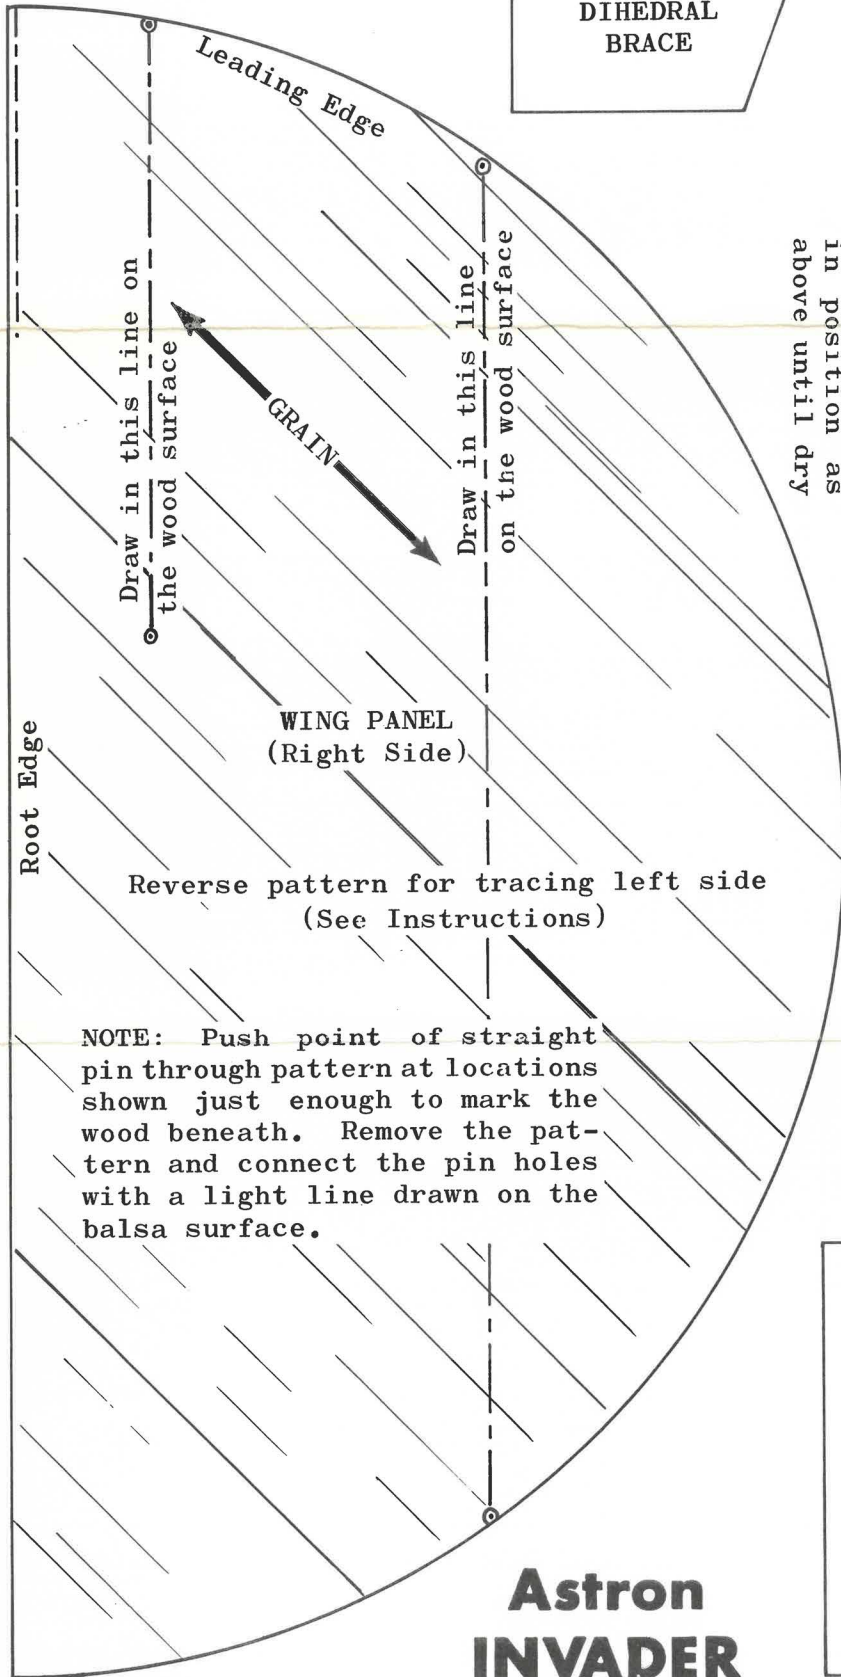 DIHEDRAL
BRACE
Leading Edge
in position as
above until dry
Draw in this line on
the wood surface
Draw in this line
on the wood surface
GRAIN
Root Edge
WING PANEL
(Right Side)
Reverse pattern for tracing left side
(See Instructions)
NOTE: Push point of straight
pin through pattern at locations
shown just enough to mark the
wood beneath. Remove the pat-
tern and connect the pin holes
with a light line drawn on the
balsa surface.
Astron
INVADER